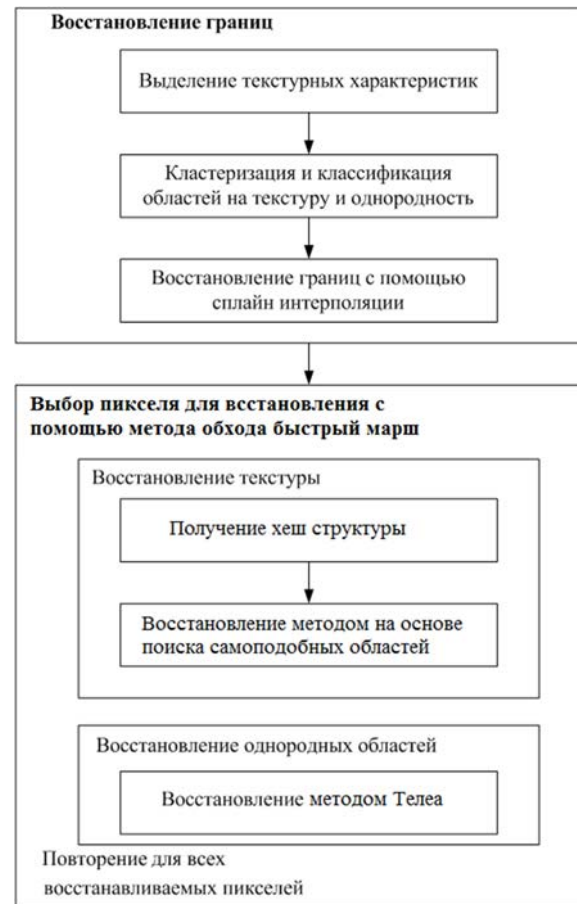 Восстановление границ
Выделение текстурных характеристик
Кластеризация и классификация
областей на текстуру и однородность
Восстановление границ с помощью
сплайн интерполяции
Выбор пикселя для всстановления с
помощью метода обхода быстрый марш
Восстановление текстуры
Получение хеш структуры
Восстановление методом на основе
поиска самоподобных областей
Восстановление однородных областей
Восстановление методом Телеа
Повторение для всех
восстанавливаемых пикселей